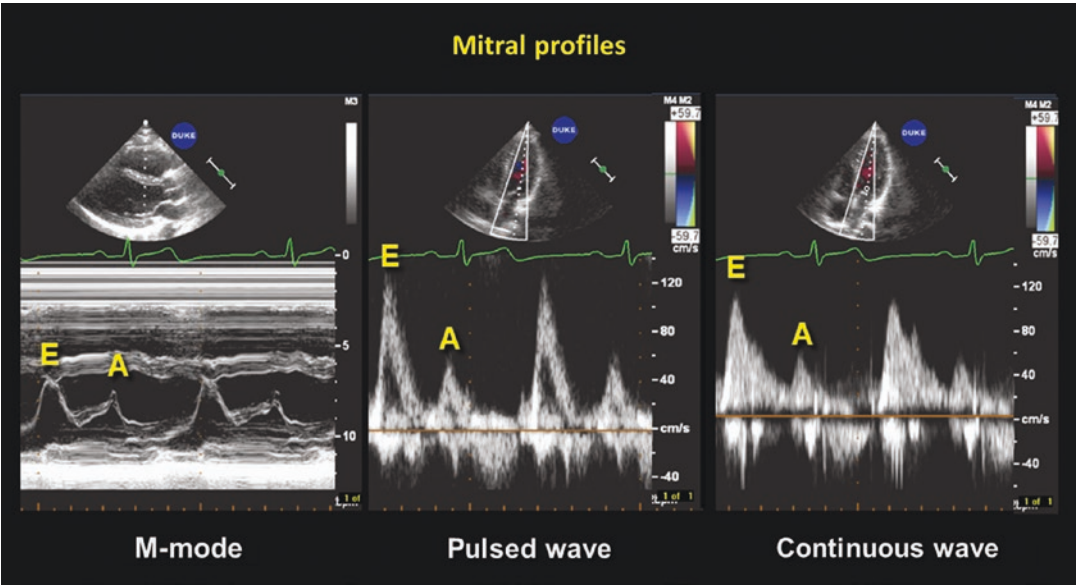 Mitral profiles
M3
DUKE
0
5
10
E
A
1 of
M-mode
M4 M2
+59.7
DUKE
-59.7
cm/s
E
A
120
80
40
cm/s
-40
1 of 1
Pulsed wave
M4 M2
+59.7
DUKE
-59.7
cm/s
E
A
120
80
40
cm/s
-40
1 of 1
Continuous wave